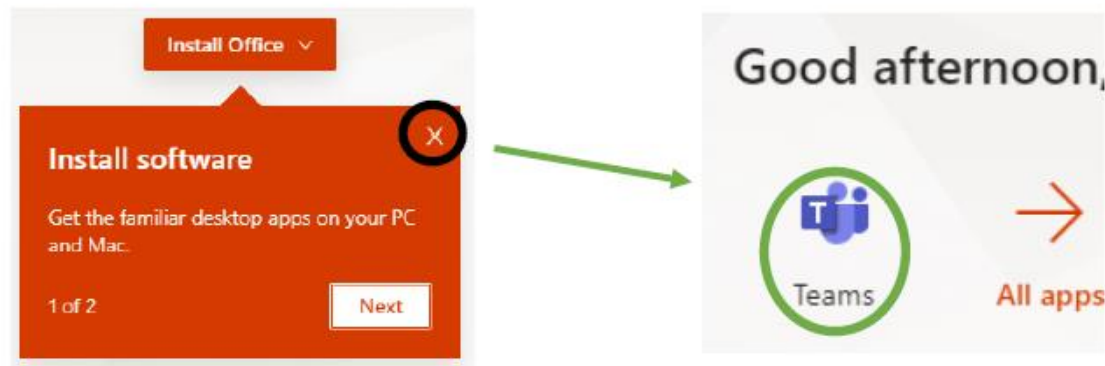 Install Office
Install software
X
Get the familiar desktop apps on your PC
and Mac.
1 of 2
Next
Good afternoon,
T
Teams
All apps